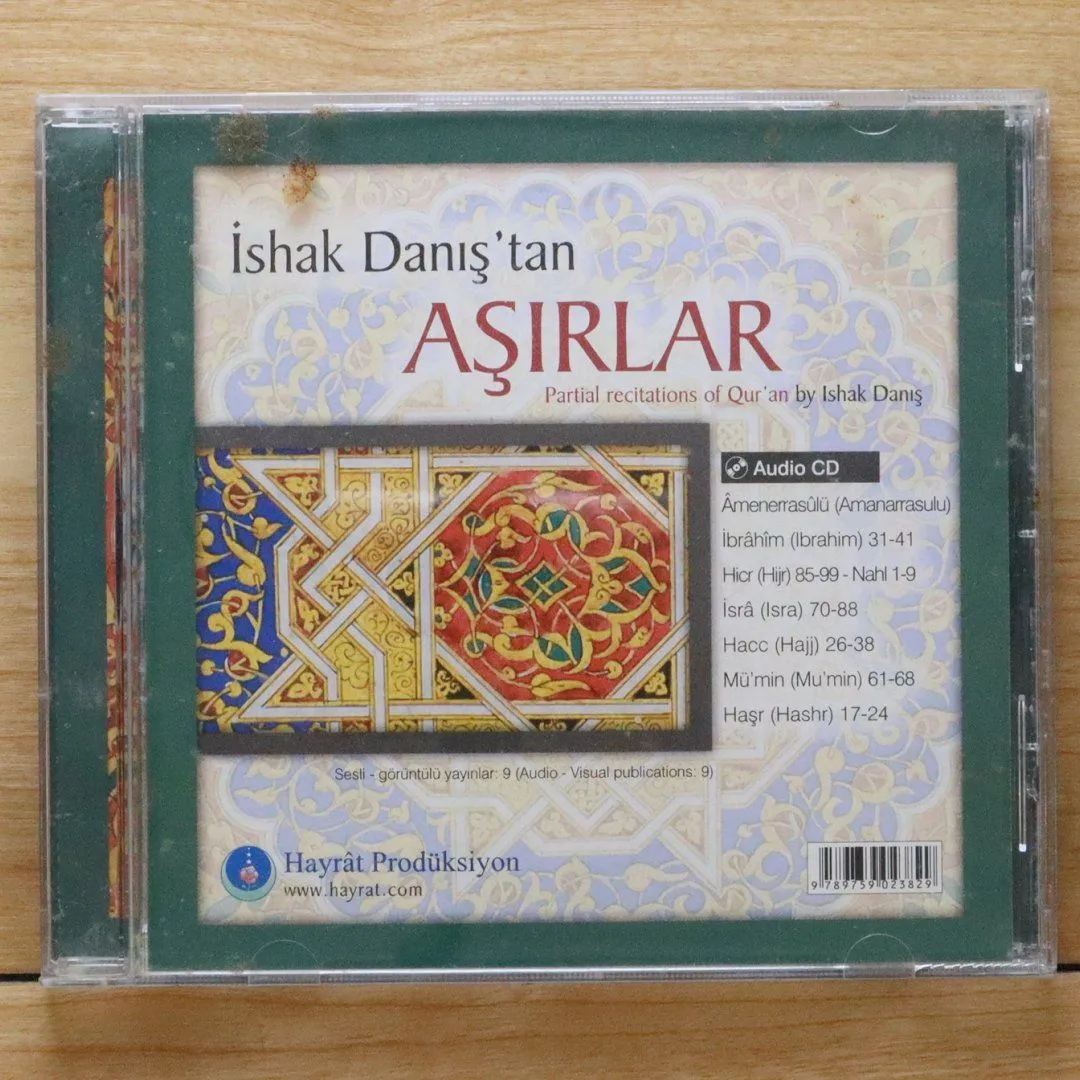 İshak Danış'tan
AŞIRLAR
Partial recitations of Qur'an by Ishak Danış
Audio CD
Âmenerrasûlü (Amanarrasulu)
İbrâhîm (Ibrahim) 31-41
Hicr (Hijr) 85-99 - Nahl 1-9
İsrâ (Isra) 70-88
Hacc (Hajj) 26-38
Mü'min (Mu'min) 61-68
Haşr (Hashr) 17-24
Sesli - görüntülü yayınlar: 9 (Audio - Visual publications: 9)
Hayrât Prodüksiyon
www.hayrat.com
9 789759 023829